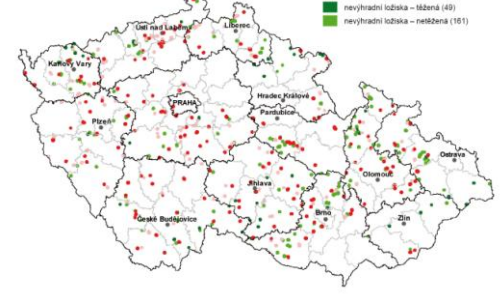 nevýhradní ložiska – těžená (49)
nevýhradní ložiska – netěžená (161)
Ústí nad Labem
Liberec
Karlovy Vary
Hradec Králové
PRAHA
Pardubice
Plzeň
Ostrava
Olomouc
Jihlava
Brno
Zlín
České Budějovice